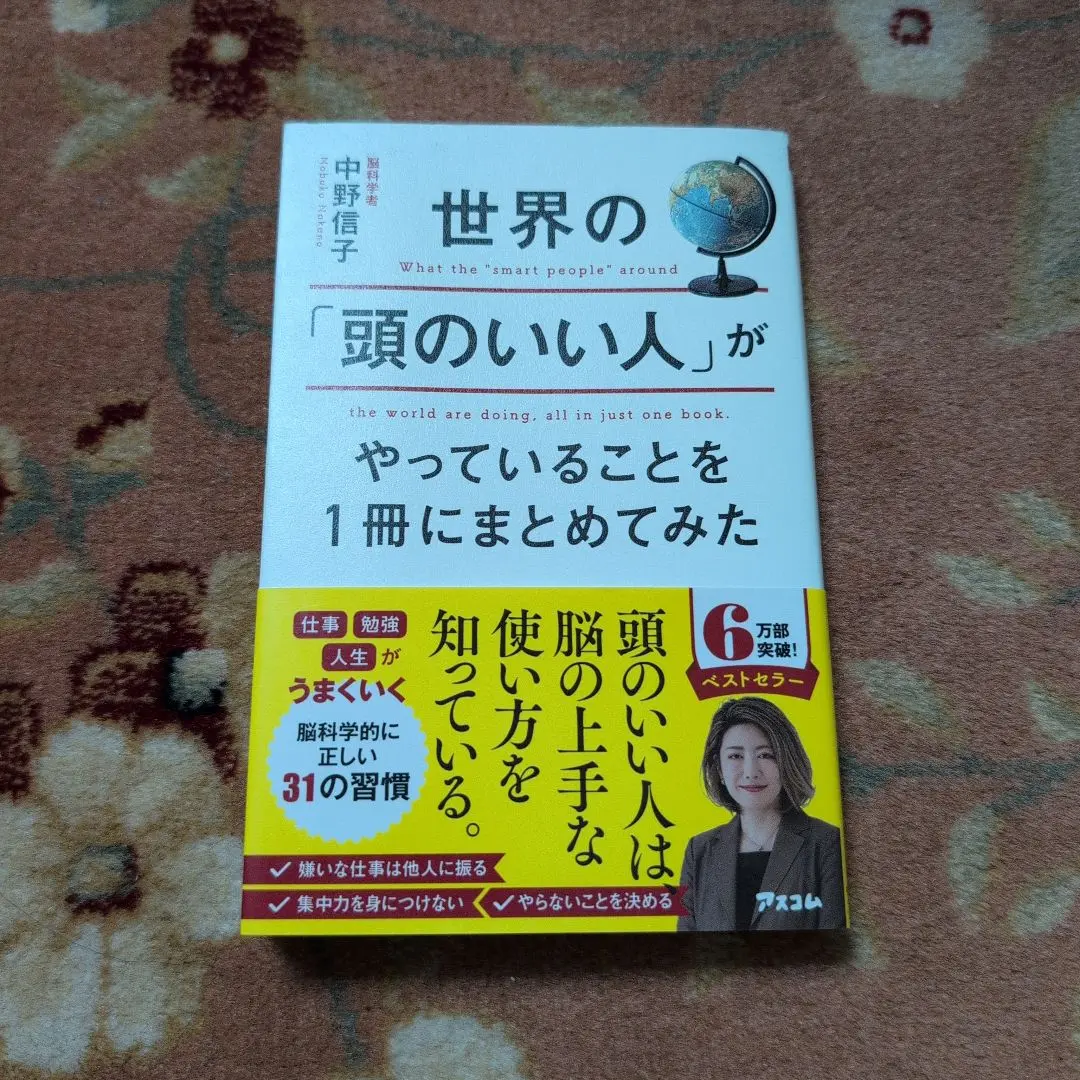 脳科学者
中野信子
Nobuko Nakano
世界の
What the "smart people" around
「頭のいい人」が
the world are doing, all in just one book.
やっていることを
1冊にまとめてみた
仕事 勉強
人生が
うまくいく
脳科学的に
正しい
31の習慣
頭のいい人は、
脳の上手な
使い方を
知っている。
6万部
突破!
ベストセラー
嫌いな仕事は他人に振る
集中力を身につけない
やらないことを決める
アスコム